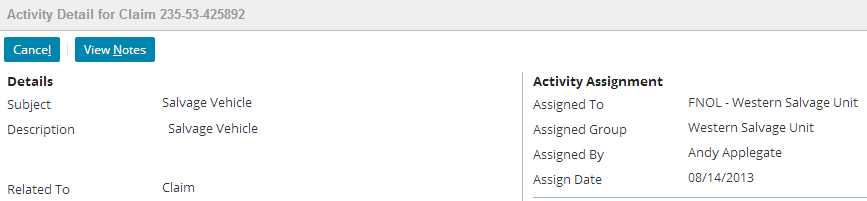 Activity Detail for Claim 235-53-425892
Cancel View Notes
Details
Subject Salvage Vehicle
Description Salvage Vehicle
Related To Claim
Activity Assignment
Assigned To FNOL - Western Salvage Unit
Assigned Group Western Salvage Unit
Assigned By Andy Applegate
Assign Date 08/14/2013